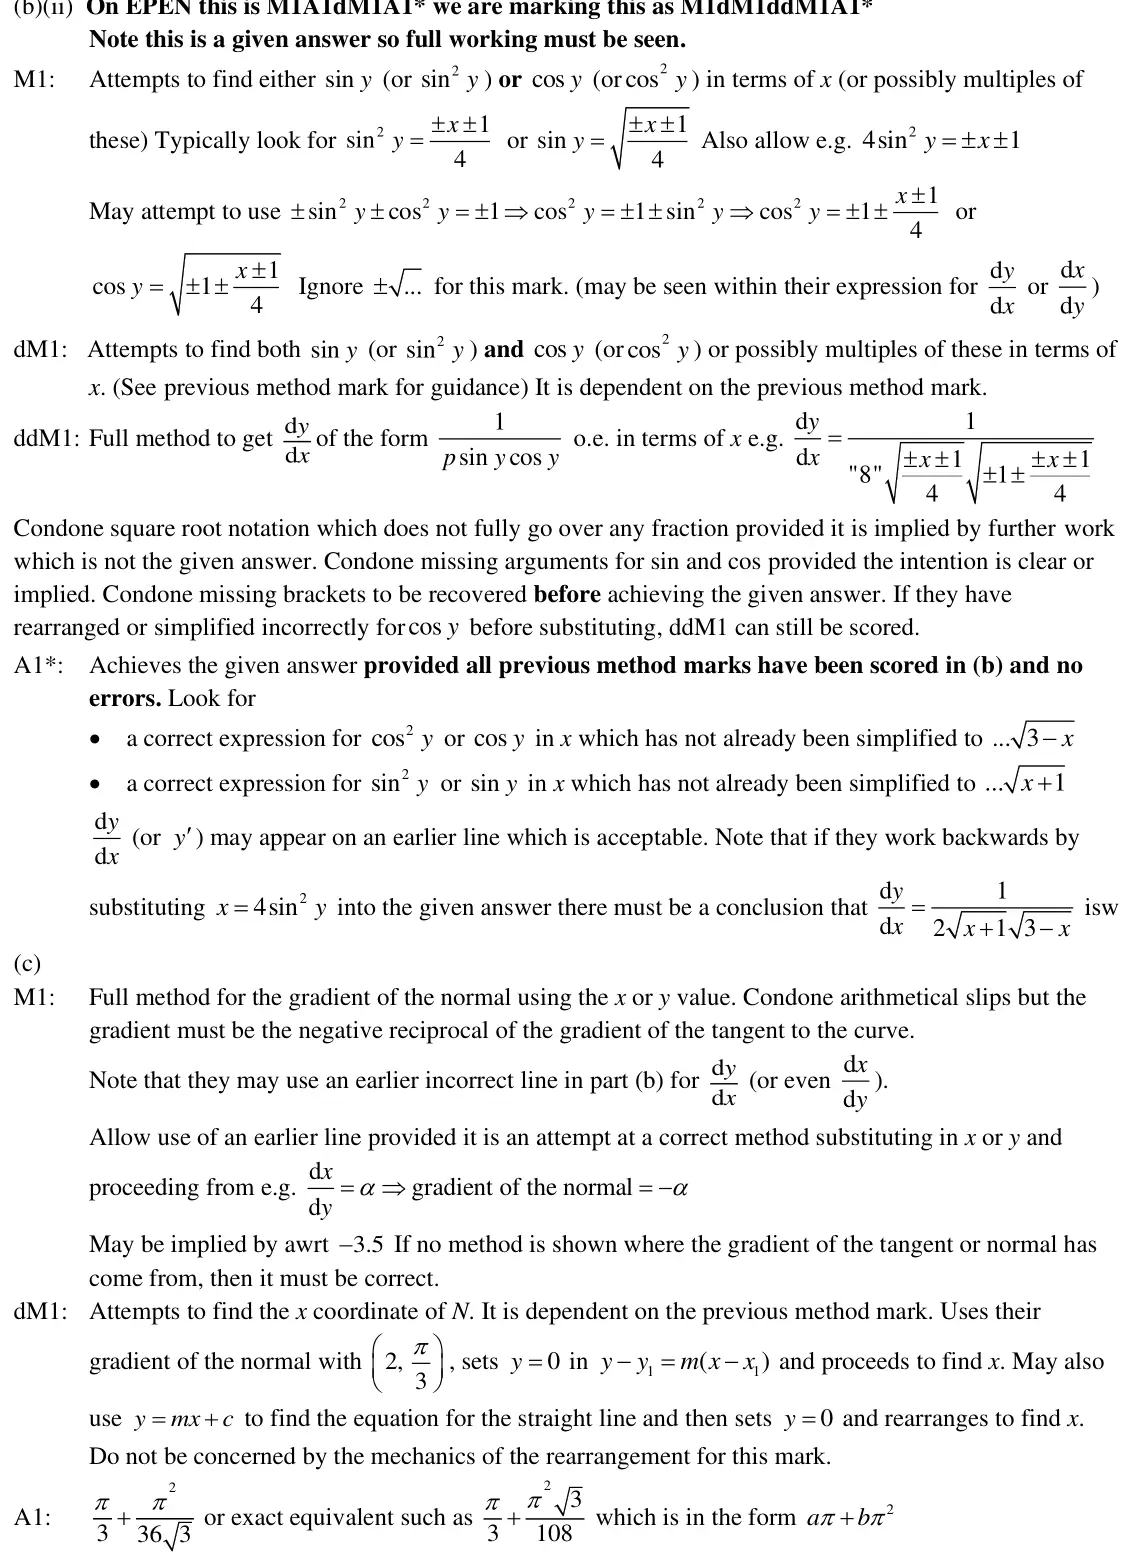 (b)(ii) On EPEN this is M1A1dM1A1* we are marking this as M1dM1ddM1A1*
Note this is a given answer so full working must be seen.
M1: Attempts to find either sin y (or sin² y ) or cos y (or cos² y ) in terms of x (or possibly multiples of
these) Typically look for sin² y = (±x±1)/4 or sin y = √((±x±1)/4) Also allow e.g. 4sin² y = ±x±1
May attempt to use ±sin² y ± cos² y = ±1 ⇒ cos² y = ±1 ± sin² y ⇒ cos² y = ±1 ± (x±1)/4 or
cos y = √(±1 ± (x±1)/4) Ignore ±√... for this mark. (may be seen within their expression for dy/dx or dx/dy )
dM1: Attempts to find both sin y (or sin² y ) and cos y (or cos² y ) or possibly multiples of these in terms of
x. (See previous method mark for guidance) It is dependent on the previous method mark.
ddM1: Full method to get dy/dx of the form 1/(p sin y cos y) o.e. in terms of x e.g. dy/dx = 1/("8"√((±x±1)/4)√(±1 ± (±x±1)/4))
Condone square root notation which does not fully go over any fraction provided it is implied by further work
which is not the given answer. Condone missing arguments for sin and cos provided the intention is clear or
implied. Condone missing brackets to be recovered before achieving the given answer. If they have
rearranged or simplified incorrectly for cos y before substituting, ddM1 can still be scored.
A1*: Achieves the given answer provided all previous method marks have been scored in (b) and no
errors. Look for
• a correct expression for cos² y or cos y in x which has not already been simplified to ...√(3−x)
• a correct expression for sin² y or sin y in x which has not already been simplified to ...√(x+1)
dy/dx (or y′ ) may appear on an earlier line which is acceptable. Note that if they work backwards by
substituting x = 4sin² y into the given answer there must be a conclusion that dy/dx = 1/(2√(x+1)√(3−x)) isw
(c)
M1: Full method for the gradient of the normal using the x or y value. Condone arithmetical slips but the
gradient must be the negative reciprocal of the gradient of the tangent to the curve.
Note that they may use an earlier incorrect line in part (b) for dy/dx (or even dx/dy ).
Allow use of an earlier line provided it is an attempt at a correct method substituting in x or y and
proceeding from e.g. dx/dy = α ⇒ gradient of the normal = −α
May be implied by awrt −3.5 If no method is shown where the gradient of the tangent or normal has
come from, then it must be correct.
dM1: Attempts to find the x coordinate of N. It is dependent on the previous method mark. Uses their
gradient of the normal with (2, π/3), sets y = 0 in y − y₁ = m(x − x₁) and proceeds to find x. May also
use y = mx + c to find the equation for the straight line and then sets y = 0 and rearranges to find x.
Do not be concerned by the mechanics of the rearrangement for this mark.
A1: π/3 + π²/(36√3) or exact equivalent such as π/3 + π²√3/108 which is in the form aπ + bπ²